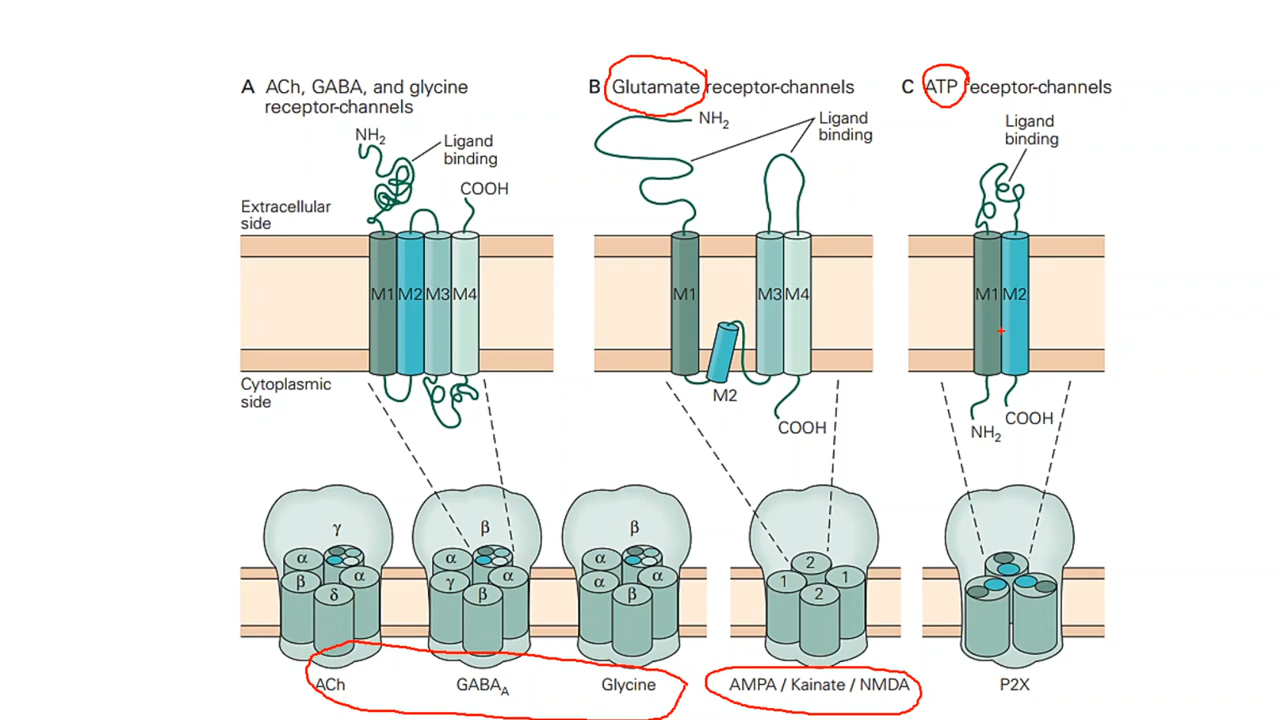 A ACh, GABA, and glycine
receptor-channels
NH2
Ligand
binding
COOH
Extracellular
side
M1 M2 M3 M4
Cytoplasmic
side
B Glutamate receptor-channels
NH2
Ligand
binding
M1 M3 M4
M2
COOH
C ATP receptor-channels
Ligand
binding
M1 M2
NH2
COOH
γ
α
β α
δ
ACh
β
α
γ α
β
GABAA
β
α
α α
β
Glycine
2
1 1
2
AMPA / Kainate / NMDA
P2X